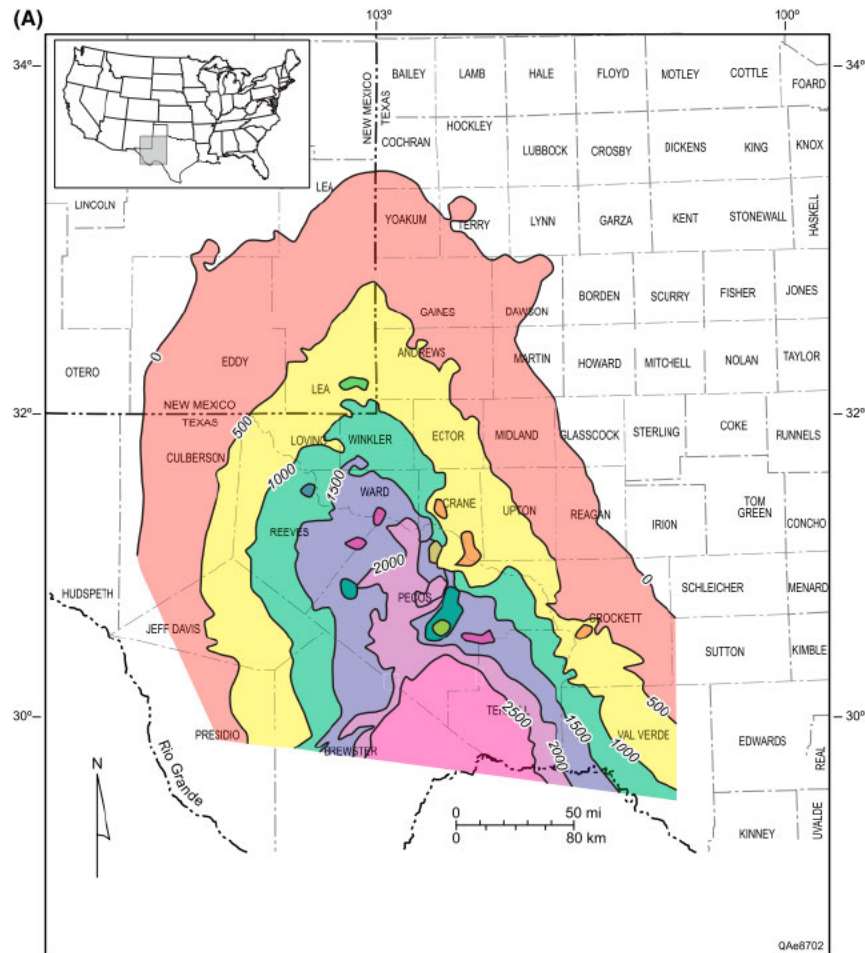 (A)
103°
100°
34°
34°
NEW MEXICO
TEXAS
BAILEY
LAMB
HALE
FLOYD
MOTLEY
COTTLE
FOARD
COCHRAN
HOCKLEY
LUBBOCK
CROSBY
DICKENS
KING
KNOX
LEA
LINCOLN
YOAKUM
TERRY
LYNN
GARZA
KENT
STONEWALL
HASKELL
GAINES
DAWSON
BORDEN
SCURRY
FISHER
JONES
0
EDDY
ANDREWS
MARTIN
HOWARD
MITCHELL
NOLAN
TAYLOR
OTERO
LEA
32°
32°
NEW MEXICO
TEXAS
500
CULBERSON
LOVING
WINKLER
ECTOR
MIDLAND
GLASSCOCK
STERLING
COKE
RUNNELS
1000
1500
WARD
CRANE
UPTON
REAGAN
IRION
TOM
GREEN
CONCHO
REEVES
2000
0
HUDSPETH
PECOS
SCHLEICHER
MENARD
JEFF DAVIS
CROCKETT
SUTTON
KIMBLE
30°
30°
PRESIDIO
BREWSTER
2500
2000
1500
1000
500
VAL VERDE
EDWARDS
REAL
Rio Grande
N
0 50 mi
0 80 km
KINNEY
UVALDE
QAe8702